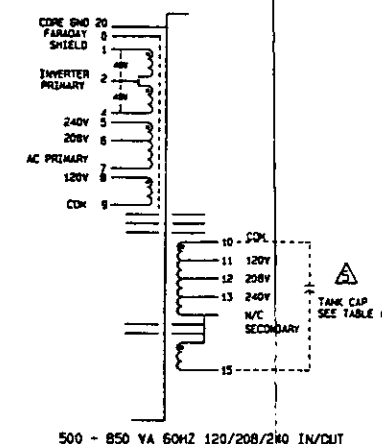 CORE GND 20
FARADAY 0
SHIELD
1
48V
INVERTER 2
PRIMARY
48V
4
240V 5
208V 6
AC PRIMARY
7
120V 8
COM 9
10 COM
11 120V
12 208V
13 240V
N/C
SECONDARY
15
5
TANK CAP
SEE TABLE
500 - 850 VA 60HZ 120/208/240 IN/OUT